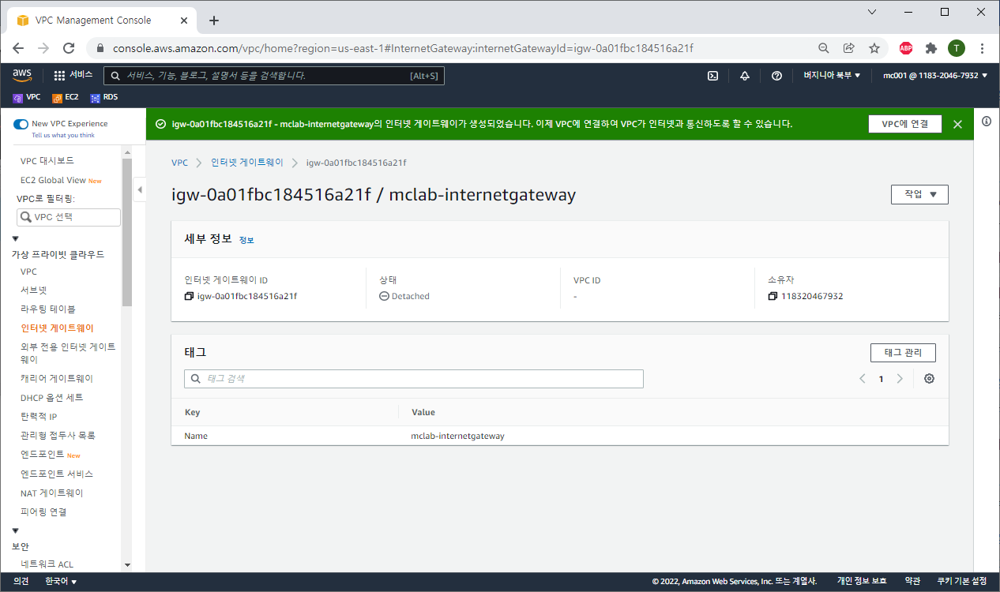 VPC Management Console
console.aws.amazon.com/vpc/home?region=us-east-1#InternetGateway:internetGatewayId=igw-0a01fbc184516a21f
ABP
T
aws
서비스
서비스, 기능, 블로그, 설명서 등을 검색합니다.
[Alt+S]
버지니아 북부
mc001 @ 1183-2046-7932
VPC
EC2
RDS
New VPC Experience
Tell us what you think
igw-0a01fbc184516a21f - mclab-internetgateway의 인터넷 게이트웨이가 생성되었습니다. 이제 VPC에 연결하여 VPC가 인터넷과 통신하도록 할 수 있습니다.
VPC에 연결
VPC 대시보드
EC2 Global View New
VPC로 필터링:
VPC 선택
가상 프라이빗 클라우드
VPC
서브넷
라우팅 테이블
인터넷 게이트웨이
외부 전용 인터넷 게이트
웨이
캐리어 게이트웨이
DHCP 옵션 세트
탄력적 IP
관리형 접두사 목록
엔드포인트 New
엔드포인트 서비스
NAT 게이트웨이
피어링 연결
보안
네트워크 ACL
VPC
인터넷 게이트웨이
igw-0a01fbc184516a21f
igw-0a01fbc184516a21f / mclab-internetgateway
작업
세부 정보 정보
인터넷 게이트웨이 ID
igw-0a01fbc184516a21f
상태
Detached
VPC ID
-
소유자
118320467932
태그
태그 관리
태그 검색
1
Key
Value
Name
mclab-internetgateway
의견
한국어
© 2022, Amazon Web Services, Inc. 또는 계열사.
개인 정보 보호
약관
쿠키 기본 설정